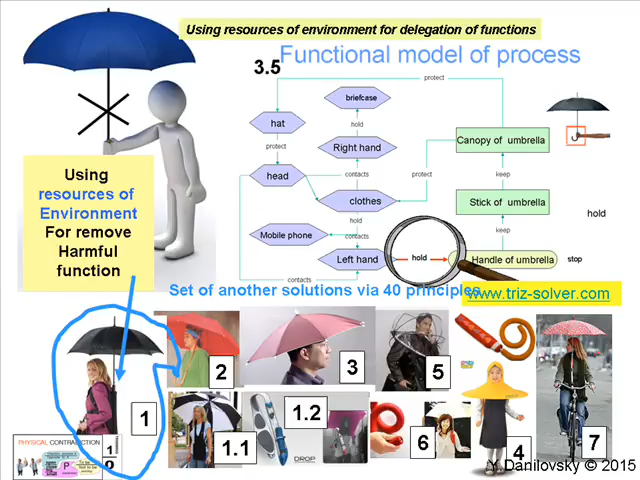 Using resources of environment for delegation of functions
Functional model of process
3.5
protect
briefcase
hat
hold
protect
Right hand
Canopy of umbrella
head
contacts
protect
keep
clothes
Stick of umbrella
hold
Mobile phone
contacts
keep
Left hand
hold
Handle of umbrella
stop
contacts
Using
resources of
Environment
For remove
Harmful
function
Set of another solutions via 40 principles
www.triz-solver.com
1
2
3
5
1.1
1.2
6
4
7
DROP
PHYSICAL CONTRADICTION
P
Y Danilovsky © 2015